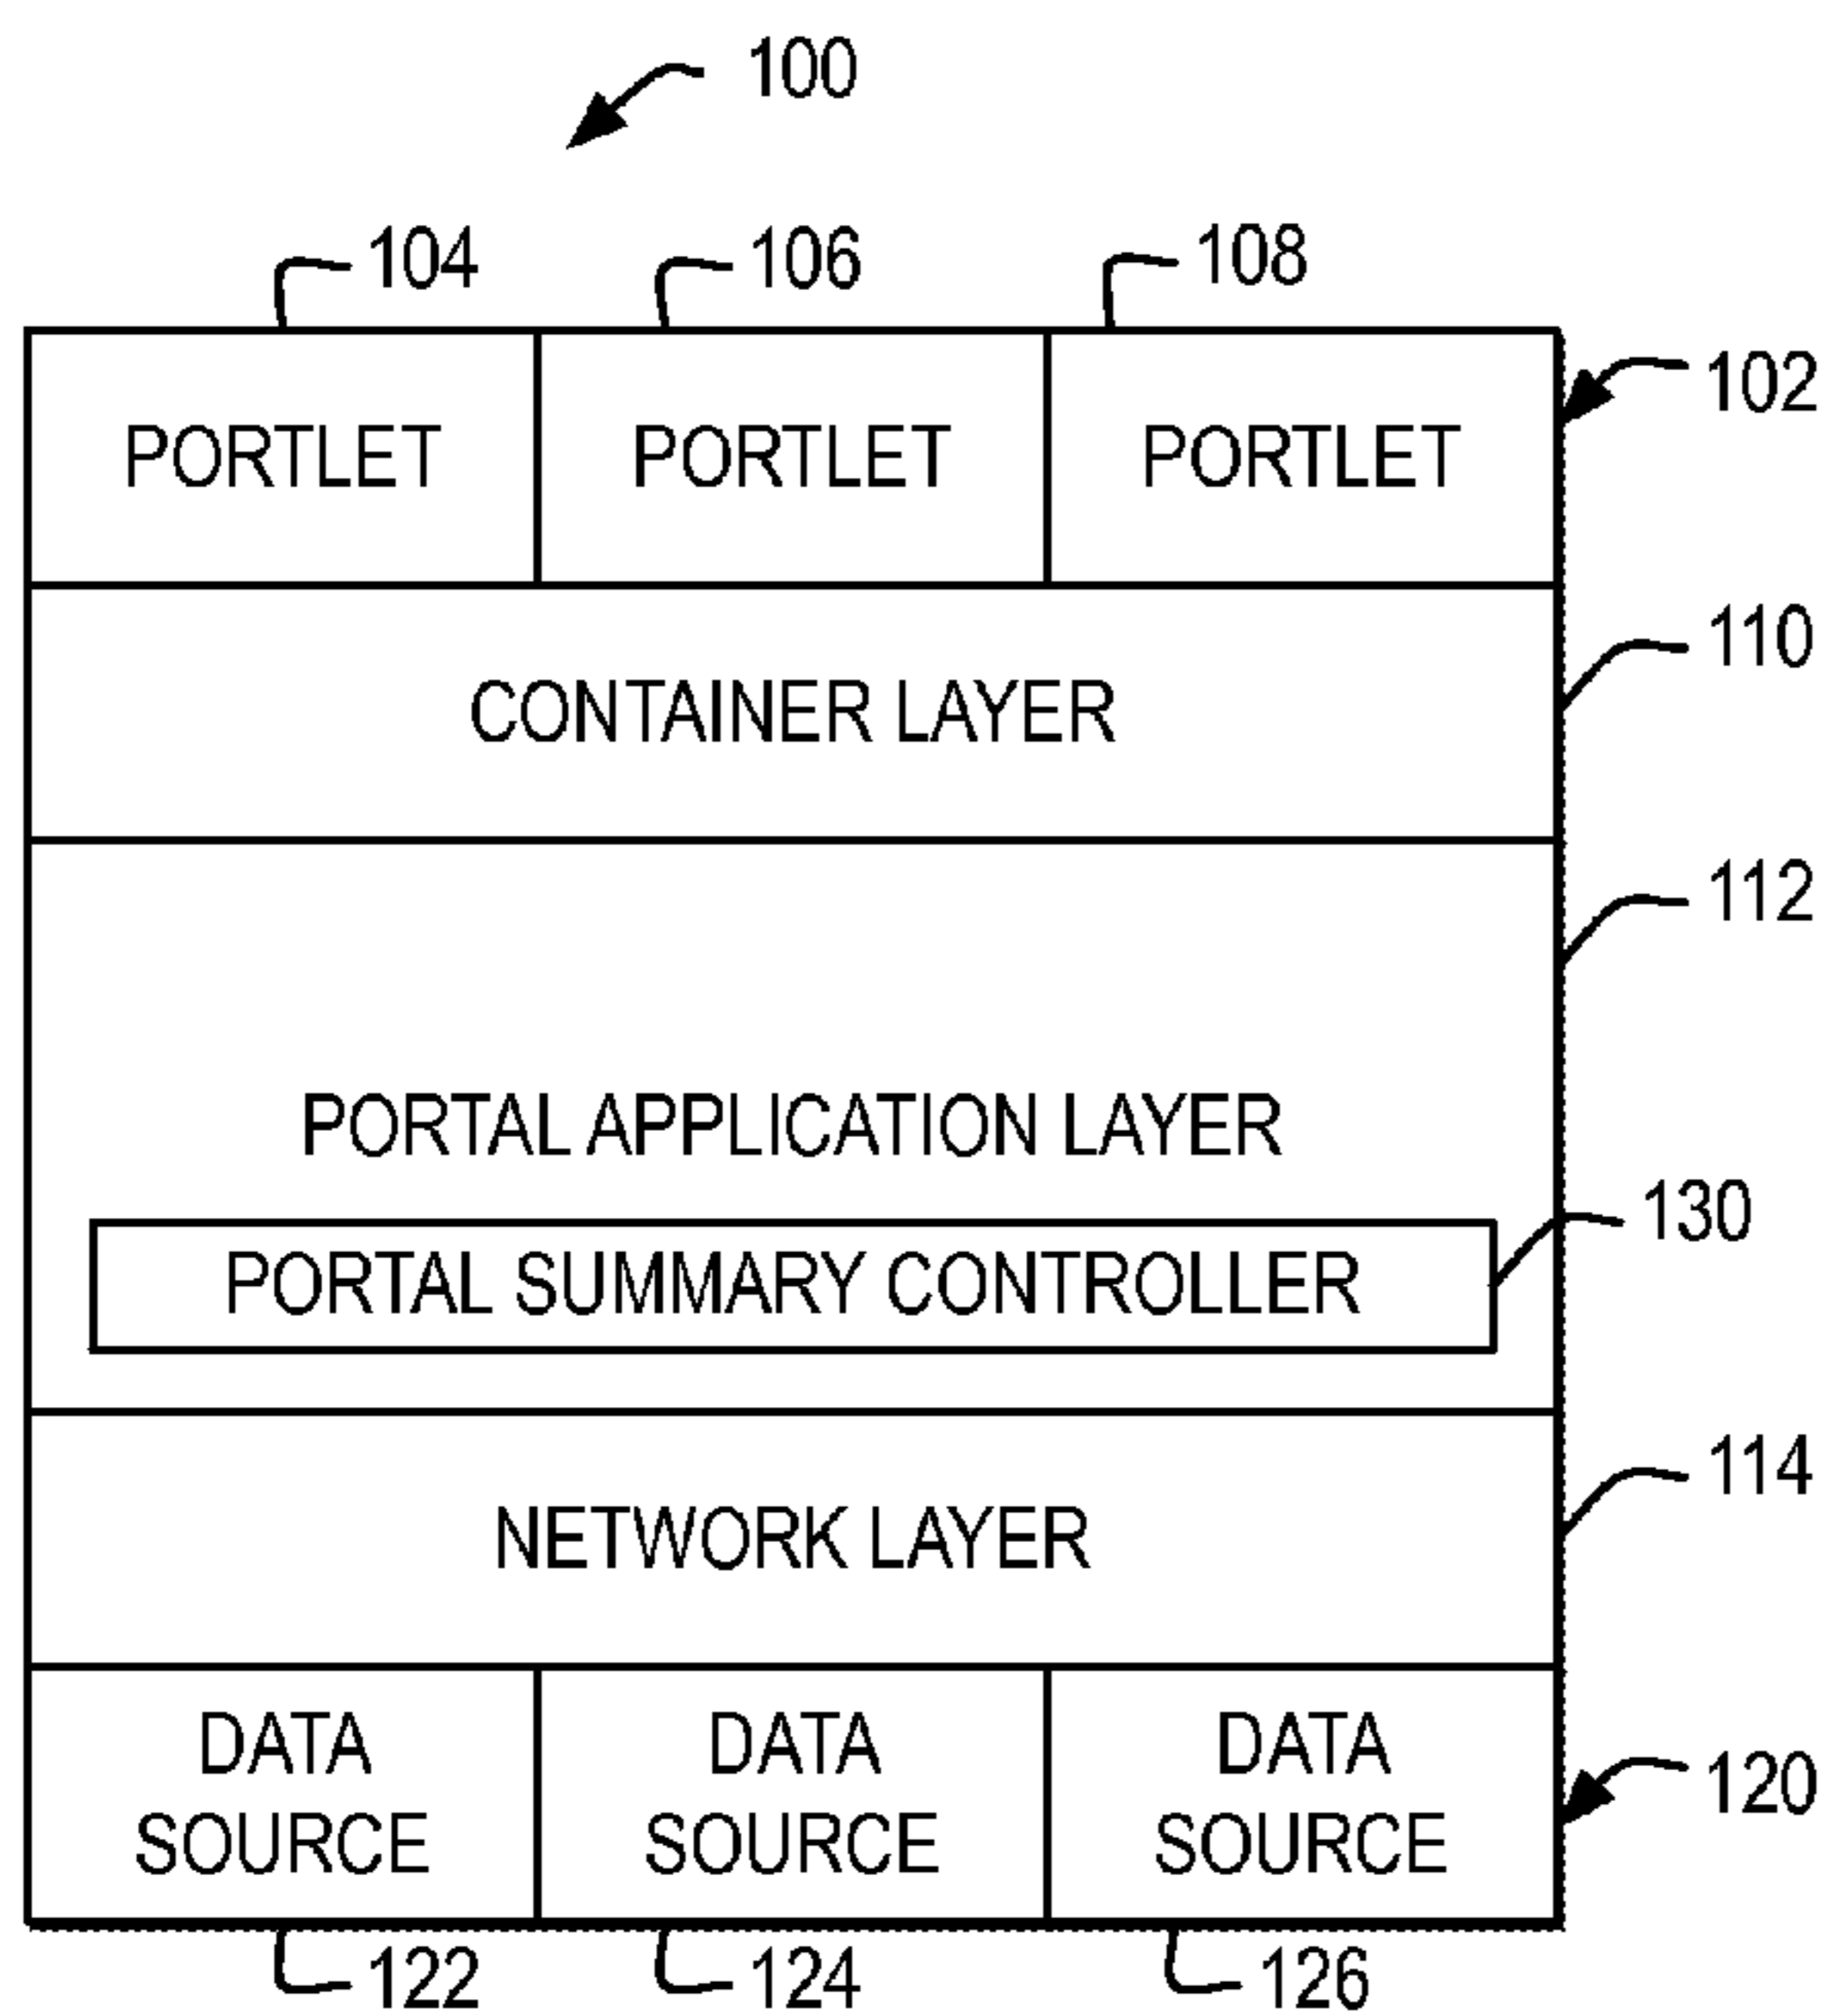 100
104 106 108
102
PORTLET PORTLET PORTLET
110
CONTAINER LAYER
112
PORTAL APPLICATION LAYER
130
PORTAL SUMMARY CONTROLLER
114
NETWORK LAYER
DATA DATA DATA
120
SOURCE SOURCE SOURCE
122 124 126